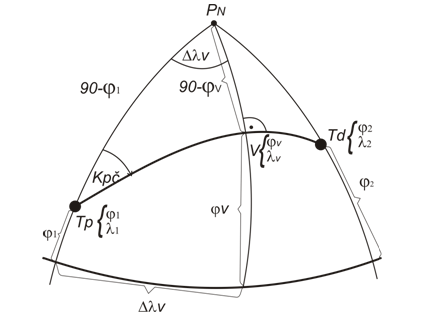 PN
Δλv
90-φ1
90-φv
Kpč
Td { φ2 λ2
V { φv λv
Tp { φ1 λ1
φ1
φv
φ2
Δλv